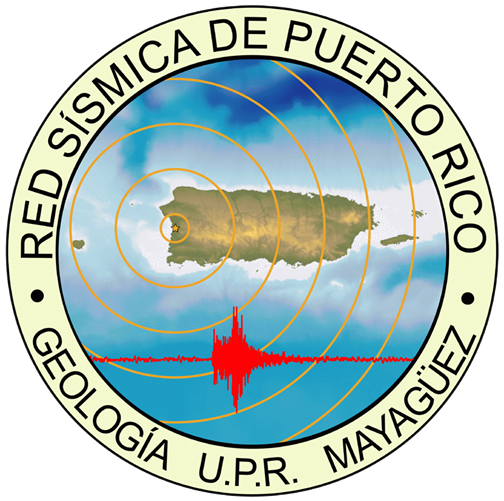 RED SÍSMICA DE PUERTO RICO
GEOLOGÍA U.P.R. MAYAGÜEZ